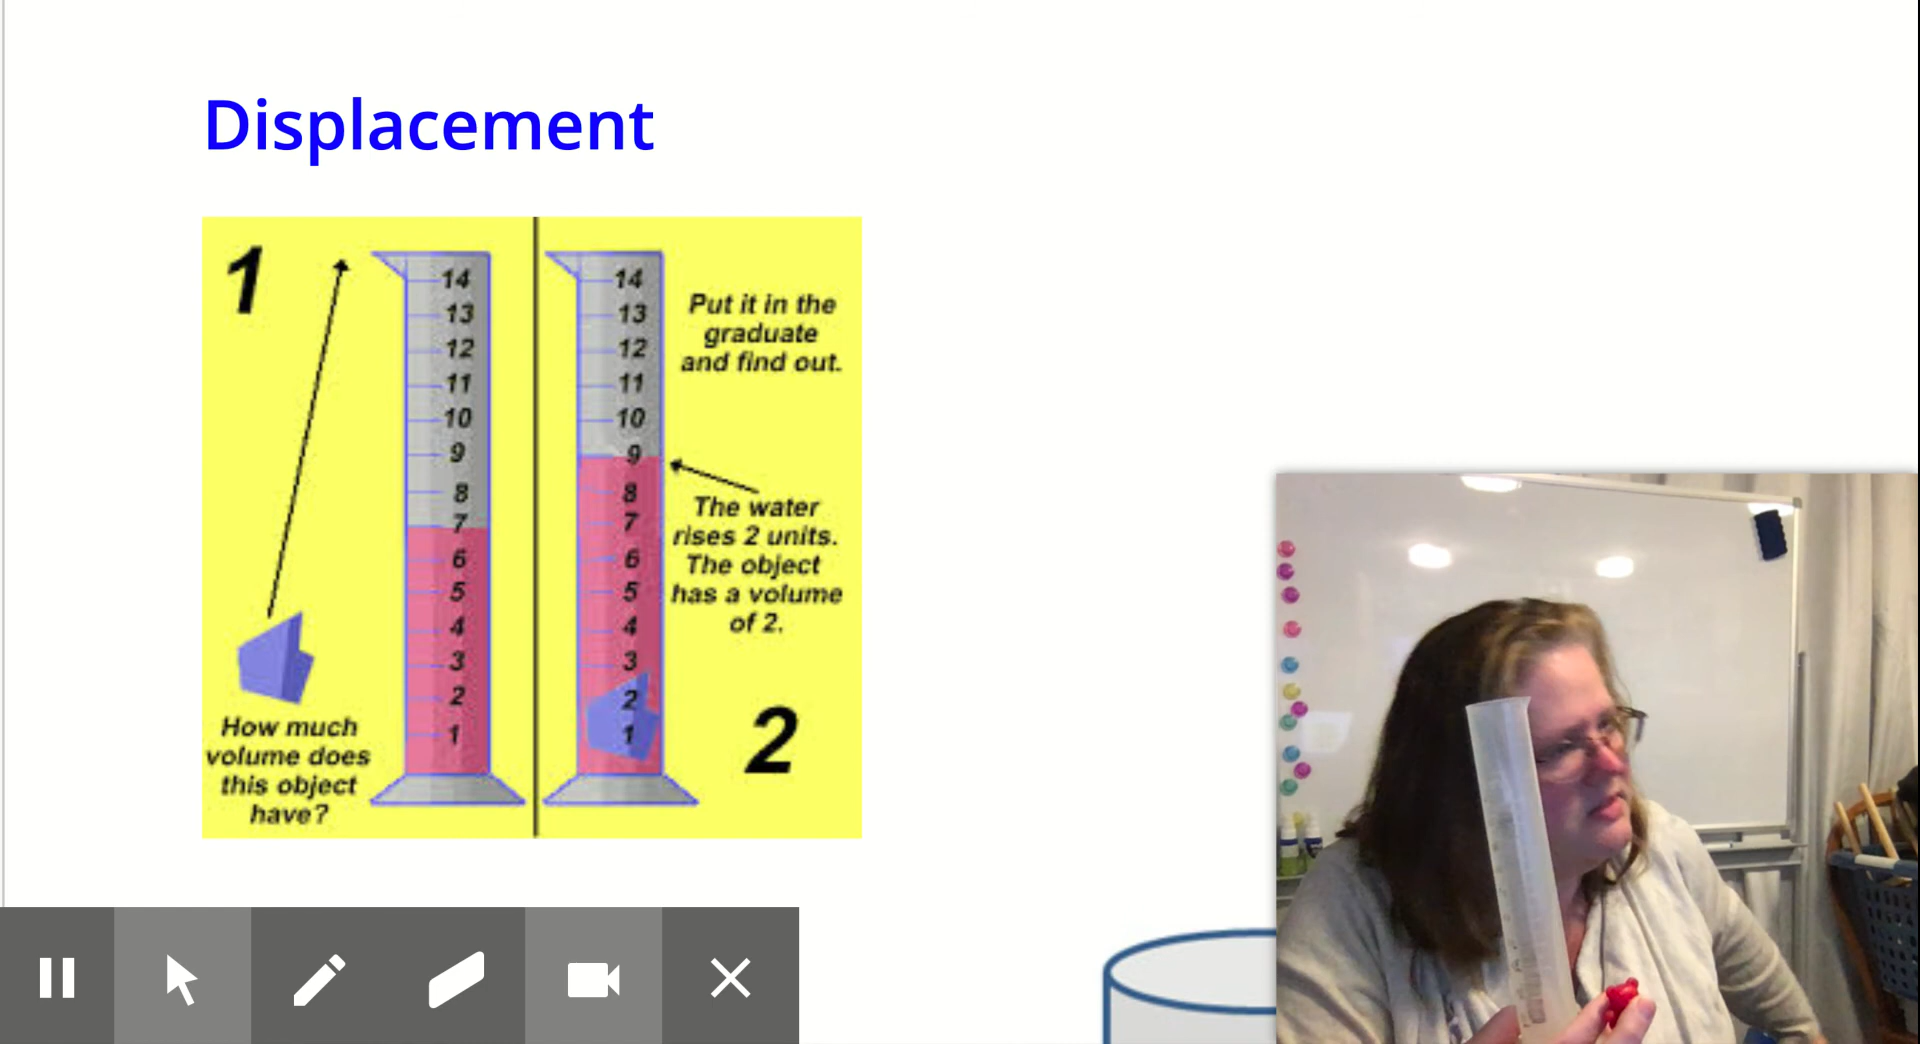 Displacement
1
14
13
12
11
10
9
8
7
6
5
4
3
2
1
How much
volume does
this object
have?
14
13
12
11
10
9
8
7
6
5
4
3
2
1
Put it in the
graduate
and find out.
The water
rises 2 units.
The object
has a volume
of 2.
2